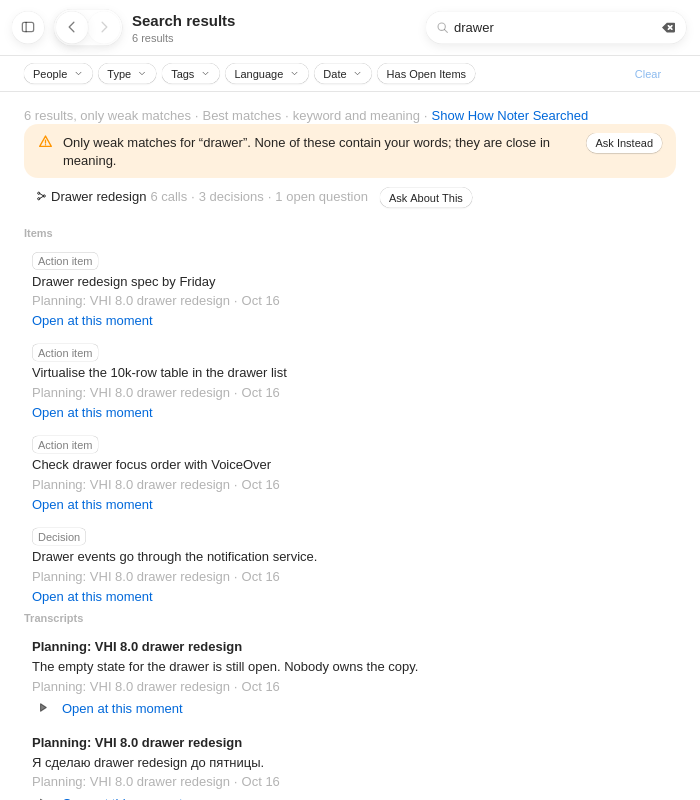 Search results
6 results
drawer
People
Type
Tags
Language
Date
Has Open Items
Clear
6 results, only weak matches · Best matches · keyword and meaning · Show How Noter Searched
Only weak matches for “drawer”. None of these contain your words; they are close in
meaning.
Ask Instead
Drawer redesign 6 calls · 3 decisions · 1 open question
Ask About This
Items
Action item
Drawer redesign spec by Friday
Planning: VHI 8.0 drawer redesign · Oct 16
Open at this moment
Action item
Virtualise the 10k-row table in the drawer list
Planning: VHI 8.0 drawer redesign · Oct 16
Open at this moment
Action item
Check drawer focus order with VoiceOver
Planning: VHI 8.0 drawer redesign · Oct 16
Open at this moment
Decision
Drawer events go through the notification service.
Planning: VHI 8.0 drawer redesign · Oct 16
Open at this moment
Transcripts
Planning: VHI 8.0 drawer redesign
The empty state for the drawer is still open. Nobody owns the copy.
Planning: VHI 8.0 drawer redesign · Oct 16
Open at this moment
Planning: VHI 8.0 drawer redesign
Я сделаю drawer redesign до пятницы.
Planning: VHI 8.0 drawer redesign · Oct 16